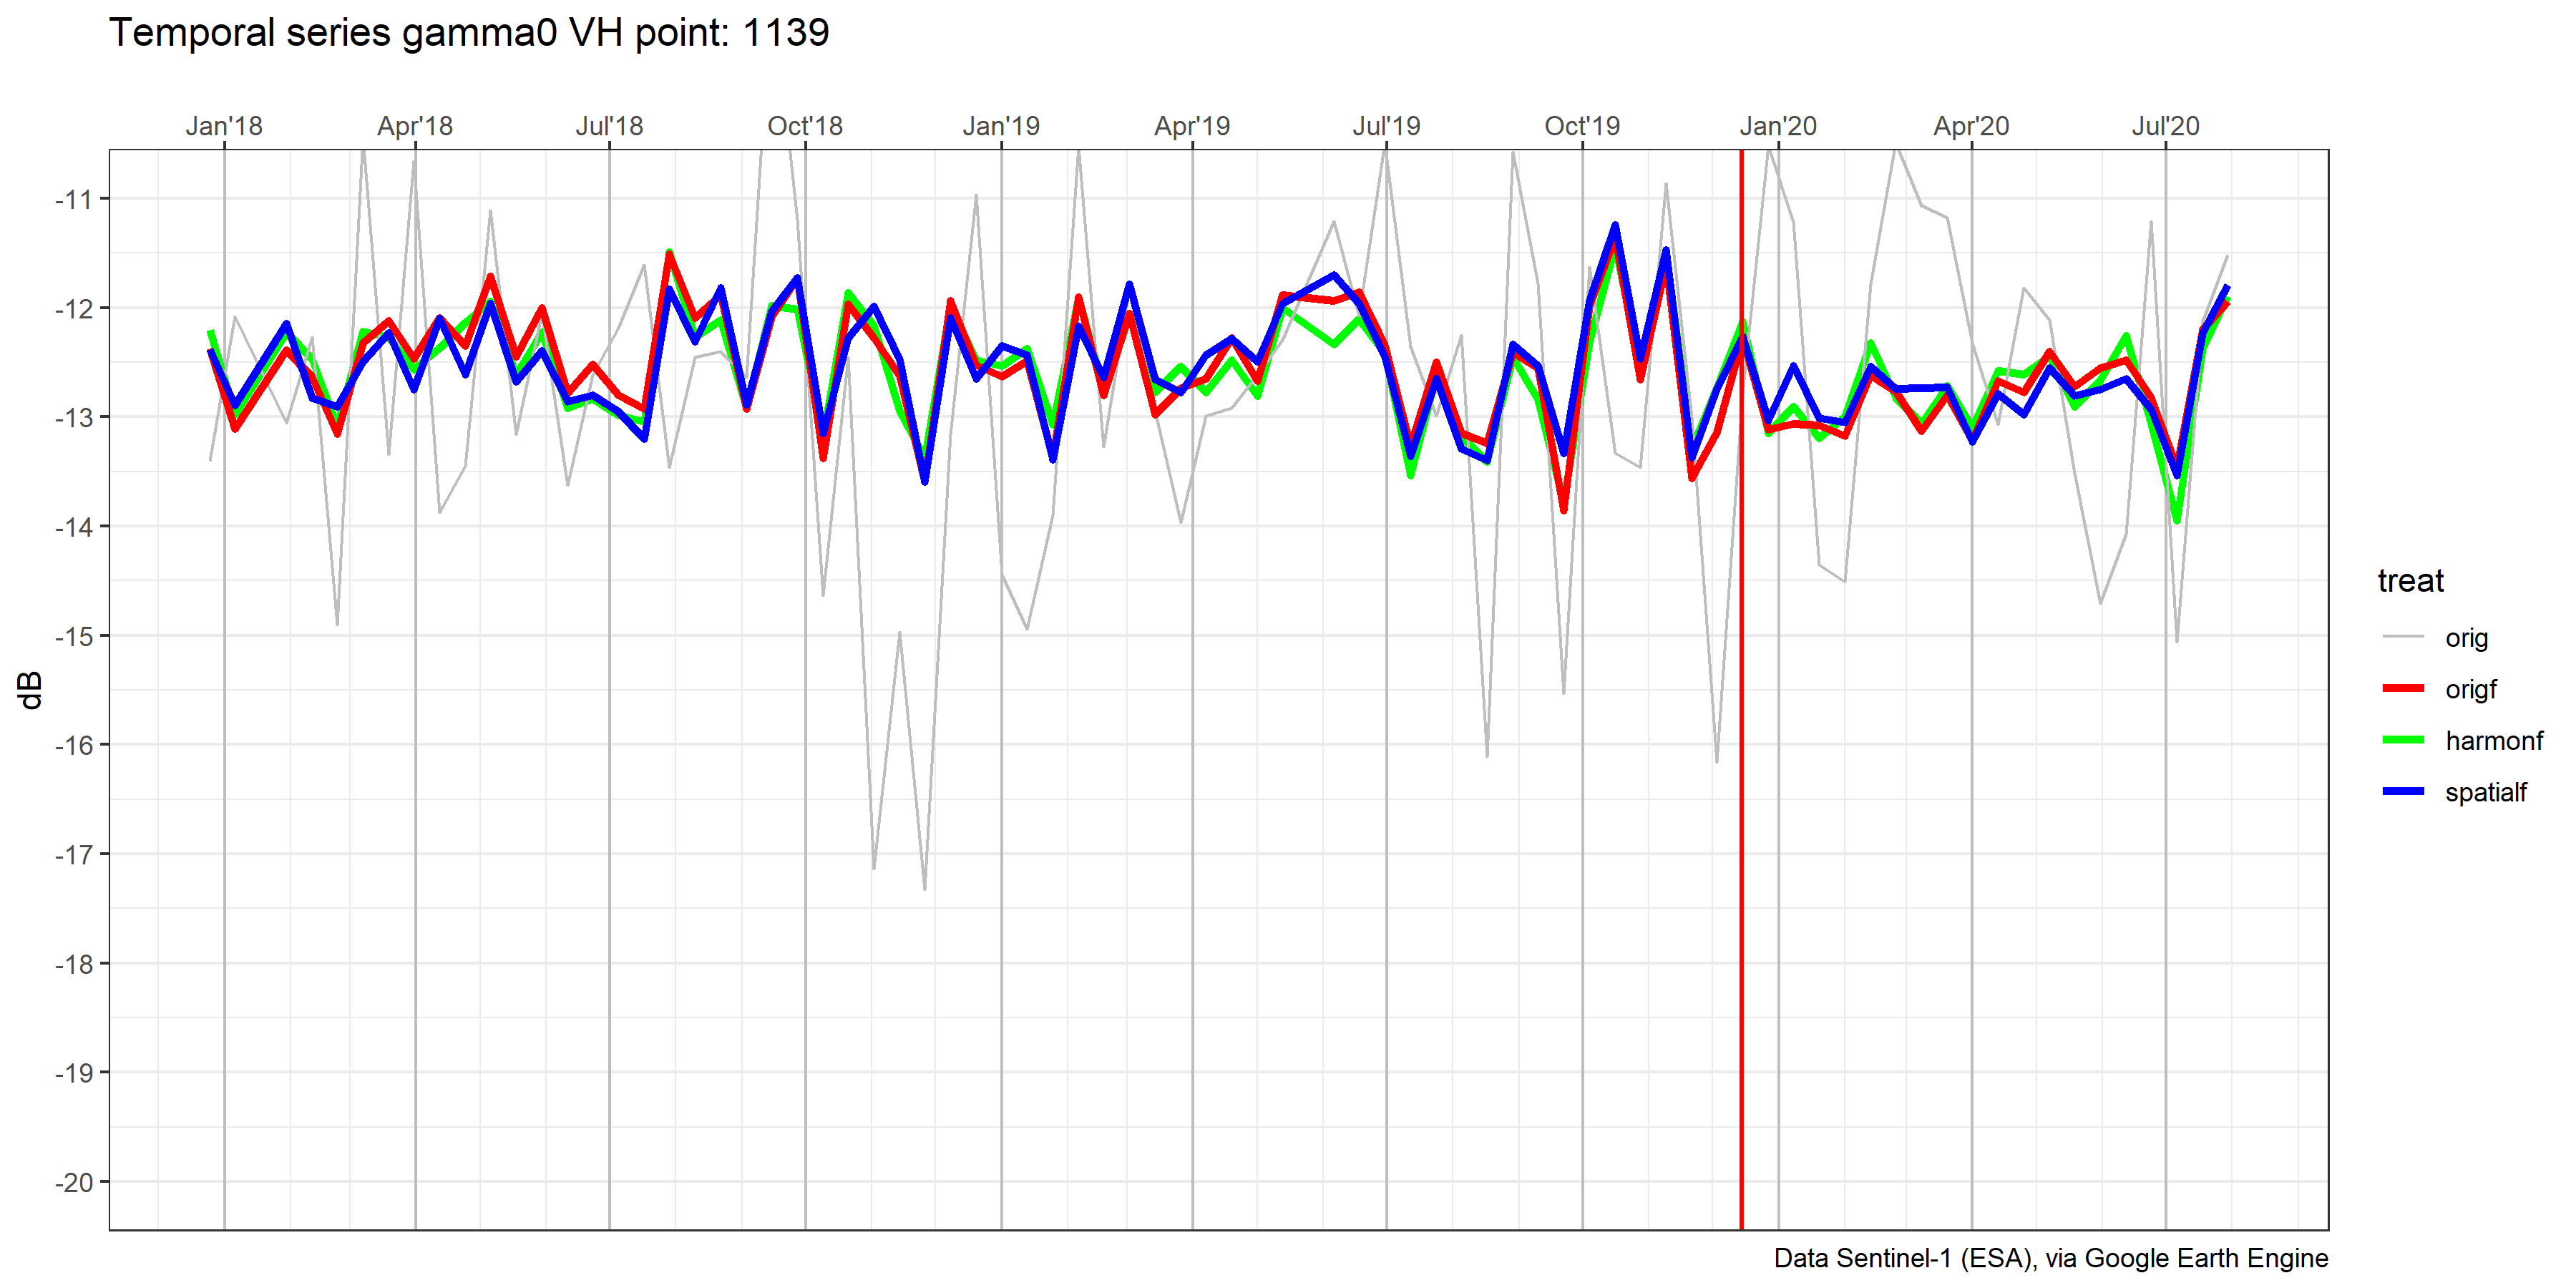 Temporal series gamma0 VH point: 1139
Jan'18 Apr'18 Jul'18 Oct'18 Jan'19 Apr'19 Jul'19 Oct'19 Jan'20 Apr'20 Jul'20
-11
-12
-13
-14
-15
-16
-17
-18
-19
-20
dB
treat
orig
origf
harmonf
spatialf
Data Sentinel-1 (ESA), via Google Earth Engine